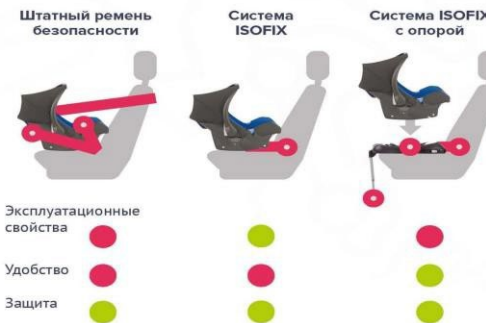 Штатный ремень
безопасности
Система
ISOFIX
Система ISOFIX
с опорой
Эксплуатационные
свойства
Удобство
Защита